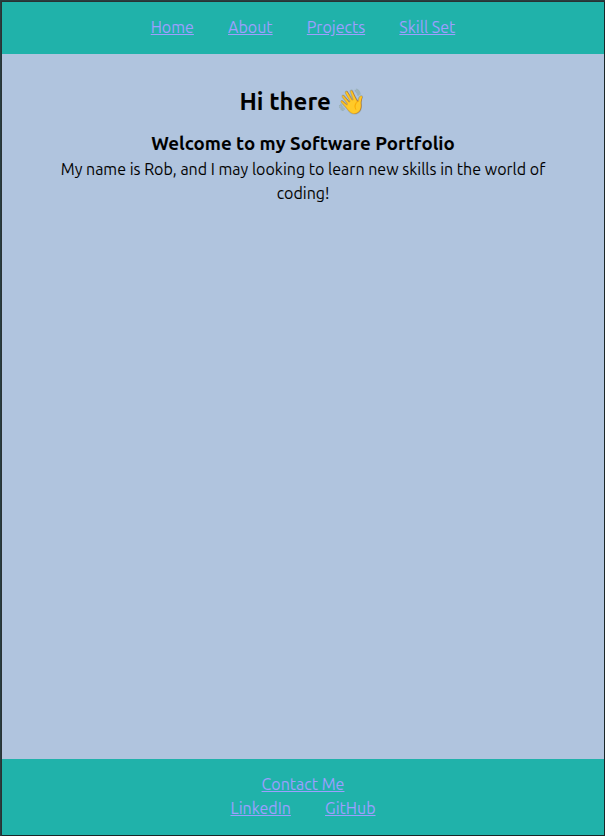 Home About Projects Skill Set
Hi there 👋
Welcome to my Software Portfolio
My name is Rob, and I may looking to learn new skills in the world of
coding!
Contact Me
LinkedIn GitHub